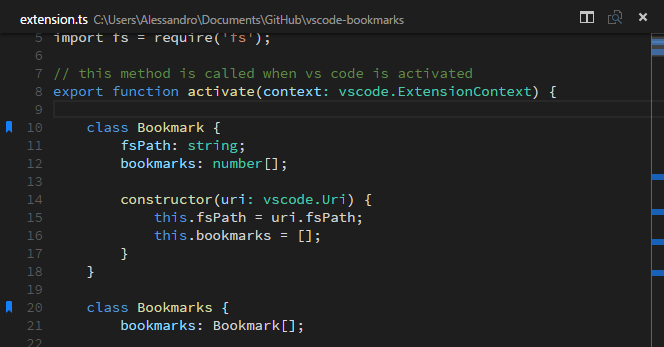 extension.ts C:\Users\Alessandro\Documents\GitHub\vscode-bookmarks
5 import fs = require('fs');
6
7 // this method is called when vs code is activated
8 export function activate(context: vscode.ExtensionContext) {
9
10     class Bookmark {
11         fsPath: string;
12         bookmarks: number[];
13
14         constructor(uri: vscode.Uri) {
15             this.fsPath = uri.fsPath;
16             this.bookmarks = [];
17         }
18     }
19
20     class Bookmarks {
21         bookmarks: Bookmark[];
22